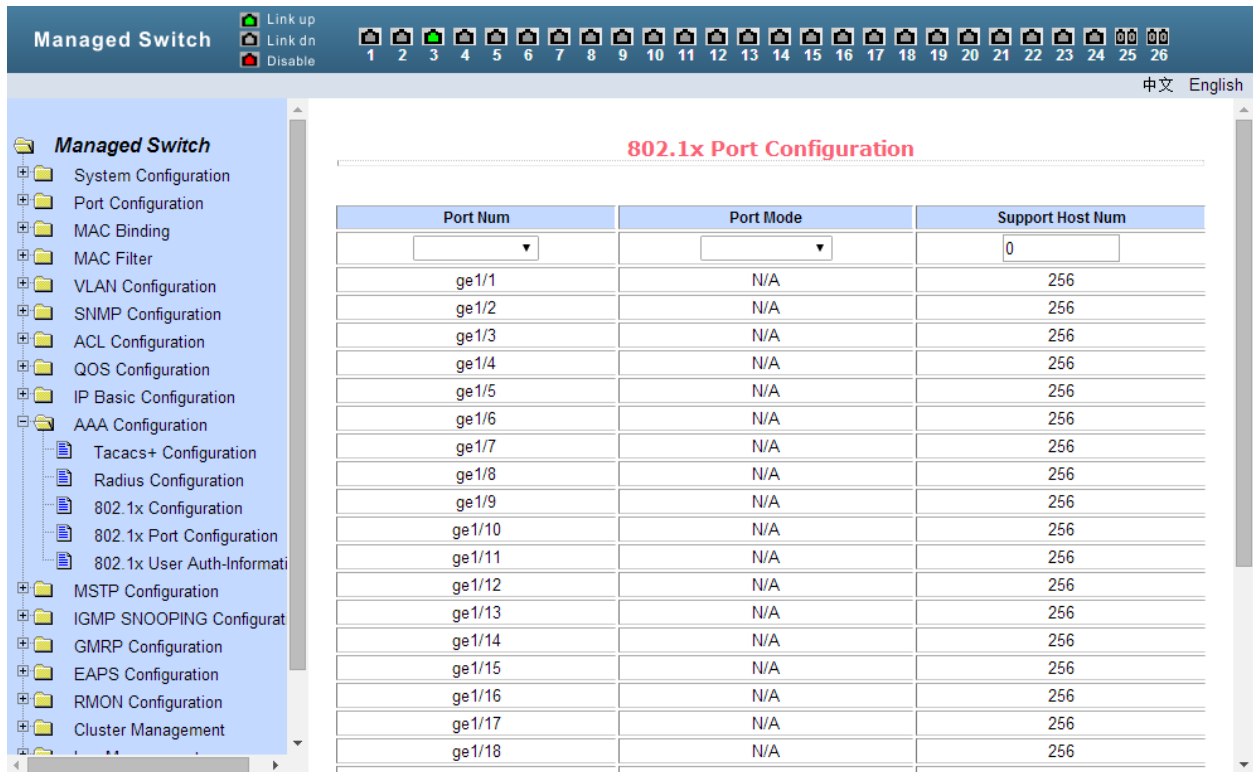 Managed Switch
Link up
Link dn
Disable
1 2 3 4 5 6 7 8 9 10 11 12 13 14 15 16 17 18 19 20 21 22 23 24 25 26
中文 English
Managed Switch
System Configuration
Port Configuration
MAC Binding
MAC Filter
VLAN Configuration
SNMP Configuration
ACL Configuration
QOS Configuration
IP Basic Configuration
AAA Configuration
Tacacs+ Configuration
Radius Configuration
802.1x Configuration
802.1x Port Configuration
802.1x User Auth-Informati
MSTP Configuration
IGMP SNOOPING Configurat
GMRP Configuration
EAPS Configuration
RMON Configuration
Cluster Management
802.1x Port Configuration
Port Num Port Mode Support Host Num
0
ge1/1 N/A 256
ge1/2 N/A 256
ge1/3 N/A 256
ge1/4 N/A 256
ge1/5 N/A 256
ge1/6 N/A 256
ge1/7 N/A 256
ge1/8 N/A 256
ge1/9 N/A 256
ge1/10 N/A 256
ge1/11 N/A 256
ge1/12 N/A 256
ge1/13 N/A 256
ge1/14 N/A 256
ge1/15 N/A 256
ge1/16 N/A 256
ge1/17 N/A 256
ge1/18 N/A 256